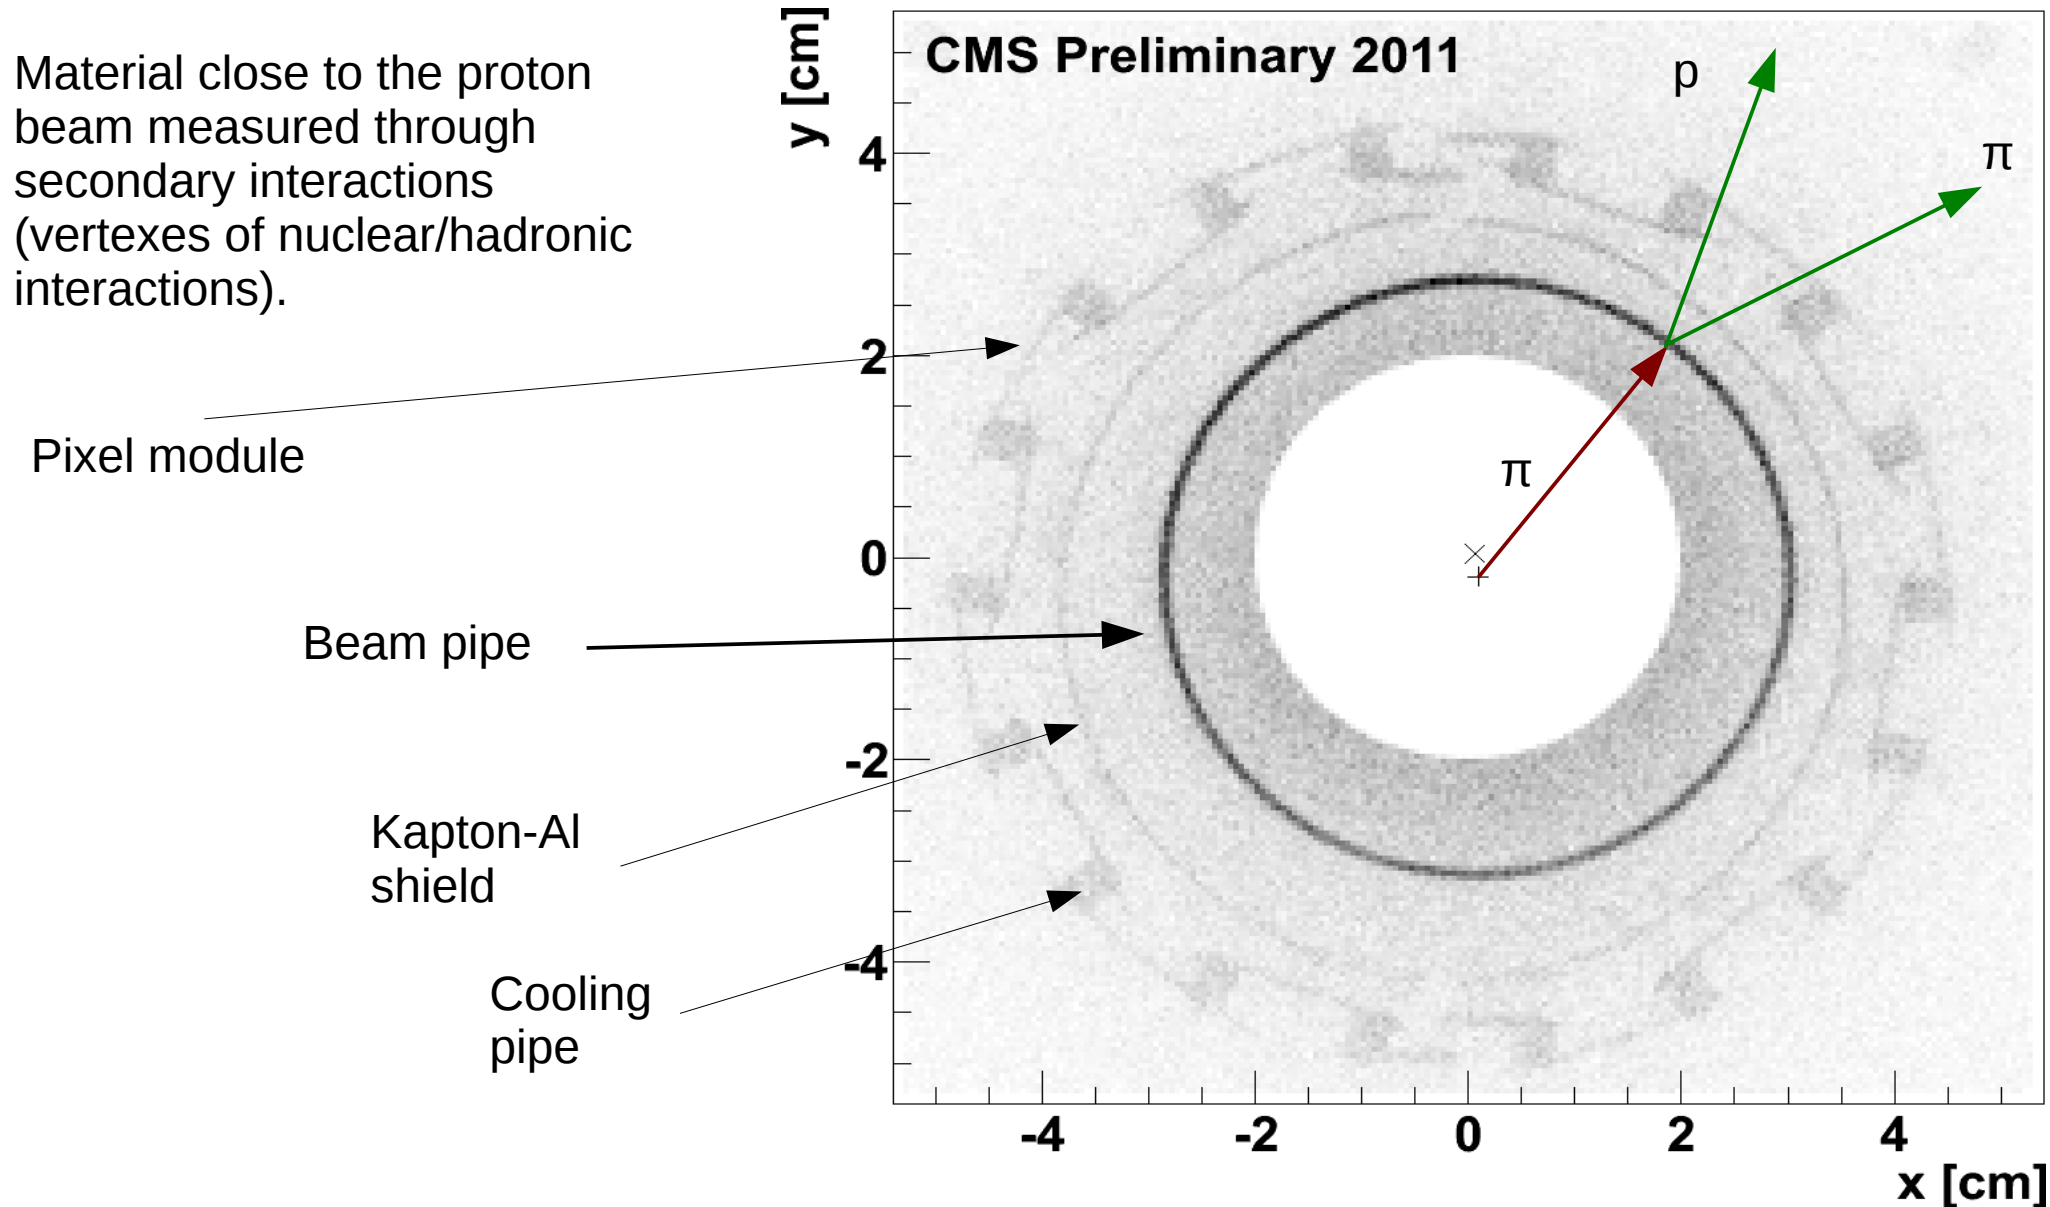 Material close to the proton
beam measured through
secondary interactions
(vertexes of nuclear/hadronic
interactions).
Pixel module
Beam pipe
Kapton-Al
shield
Cooling
pipe
CMS Preliminary 2011
y [cm]
4
2
0
-2
-4
p
π
π
-4 -2 0 2 4
x [cm]